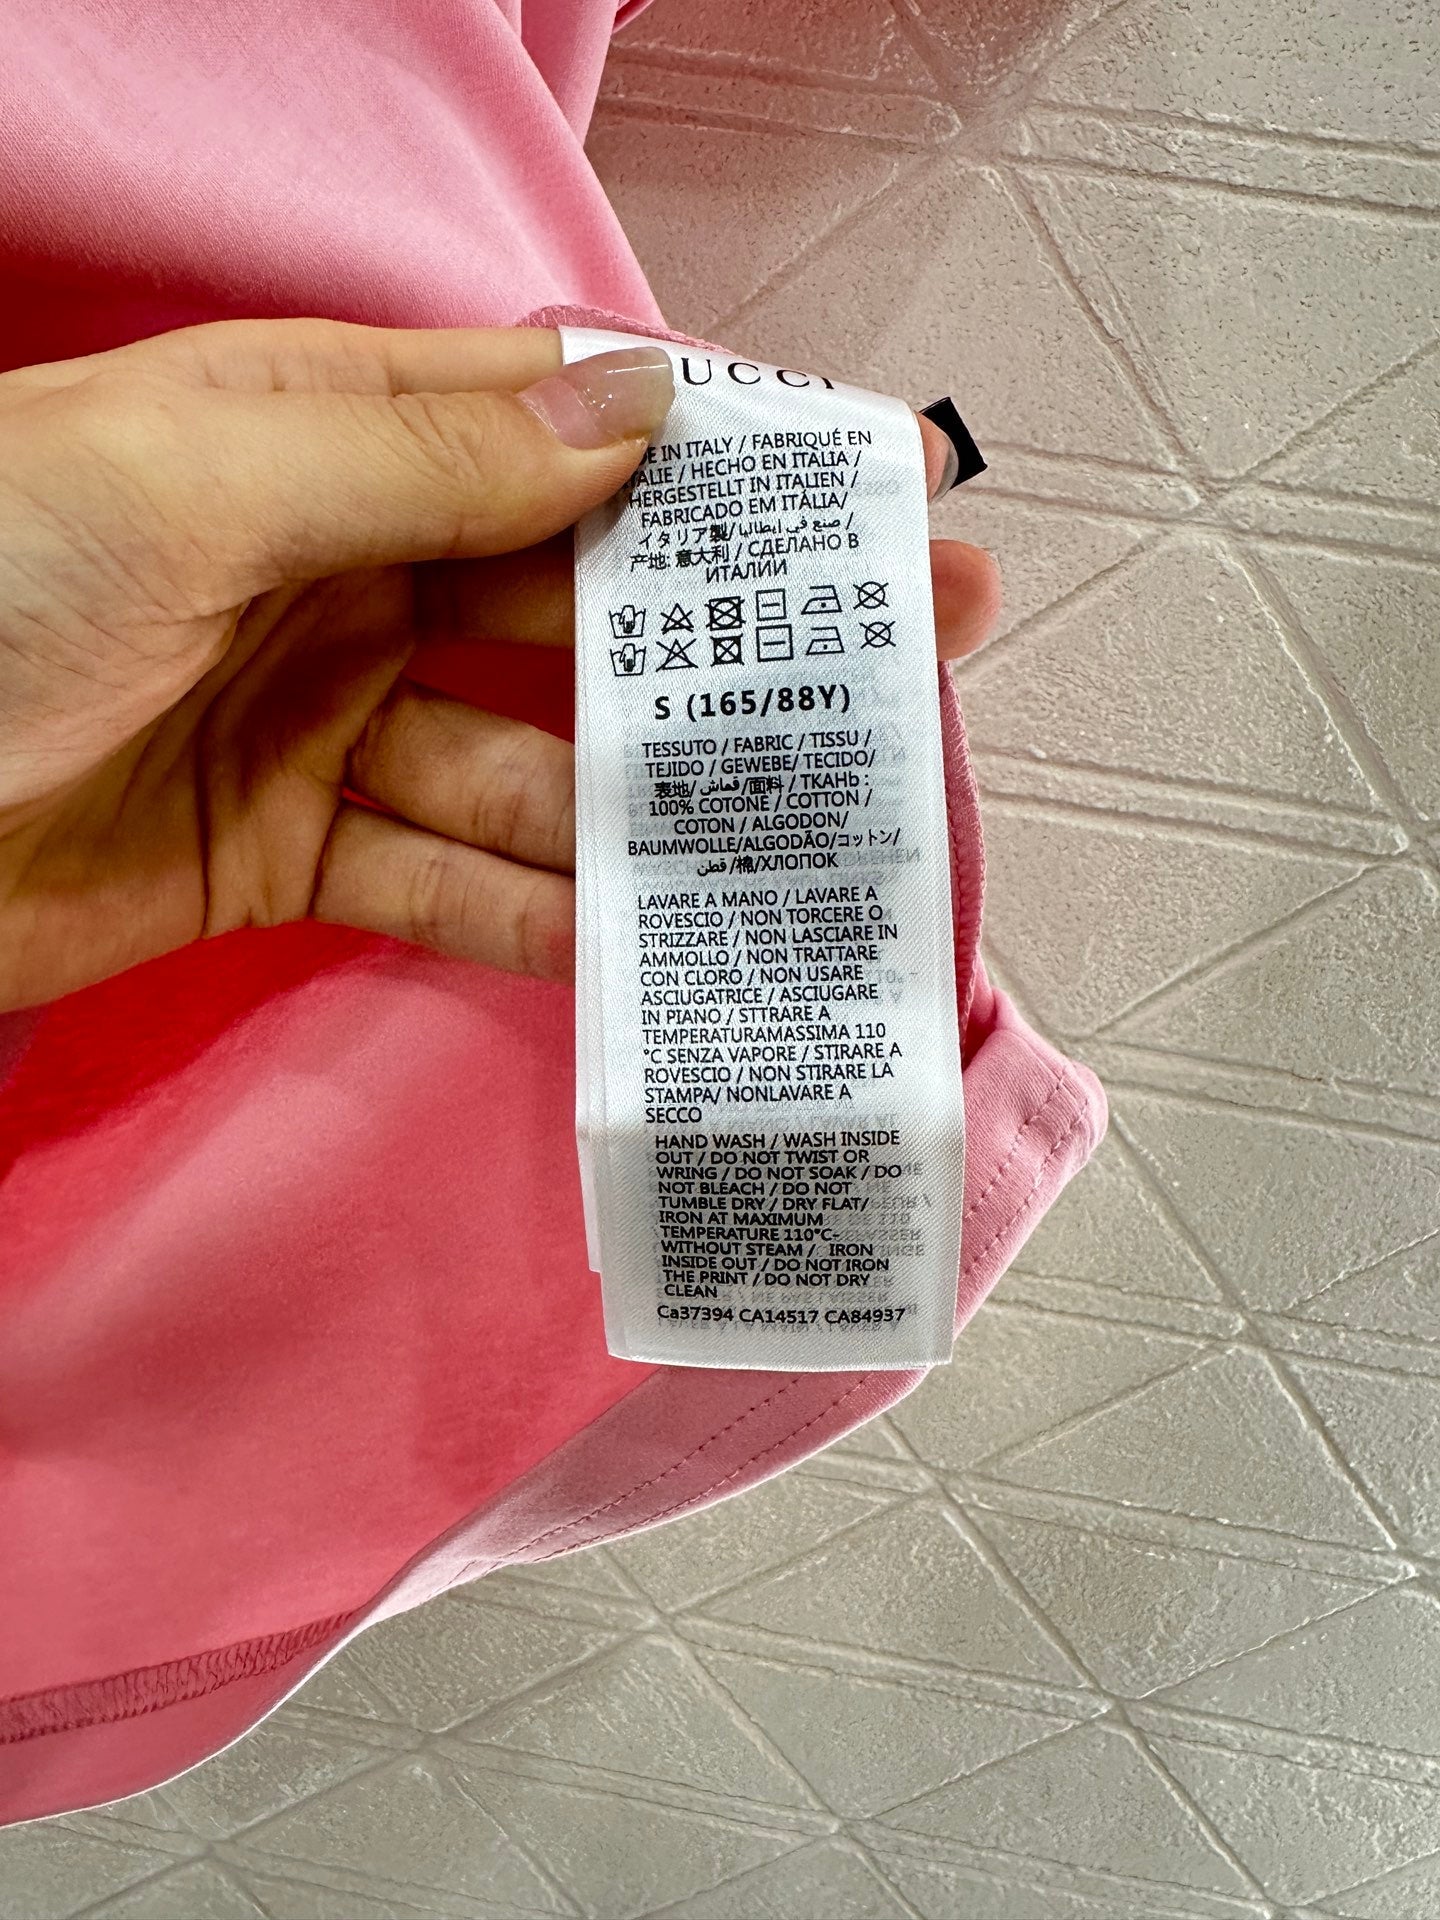 UCCI
DE IN ITALY / FABRIQUÉ EN
TALIE / HECHO EN ITALIA /
HERGESTELLT IN ITALIEN /
FABRICADO EM ITÁLIA/
イタリア製/صنع في إيطاليا /
产地: 意大利 / СДЕЛАНО В
ИТАЛИИ
S (165/88Y)
TESSUTO / FABRIC / TISSU /
TEJIDO / GEWEBE/ TECIDO/
表地/ قماش /面料 / TKAHb :
100% COTONE / COTTON /
COTON / ALGODON/
BAUMWOLLE/ALGODÃO/コットン/
قطن /棉/ХЛОПОК
LAVARE A MANO / LAVARE A
ROVESCIO / NON TORCERE O
STRIZZARE / NON LASCIARE IN
AMMOLLO / NON TRATTARE
CON CLORO / NON USARE
ASCIUGATRICE / ASCIUGARE
IN PIANO / STTRARE A
TEMPERATURAMASSIMA 110
°C SENZA VAPORE / STIRARE A
ROVESCIO / NON STIRARE LA
STAMPA/ NONLAVARE A
SECCO
HAND WASH / WASH INSIDE
OUT / DO NOT TWIST OR
WRING / DO NOT SOAK / DO
NOT BLEACH / DO NOT
TUMBLE DRY / DRY FLAT/
IRON AT MAXIMUM
TEMPERATURE 110°C
WITHOUT STEAM / IRON
INSIDE OUT / DO NOT IRON
THE PRINT / DO NOT DRY
CLEAN
Ca37394 CA14517 CA84937